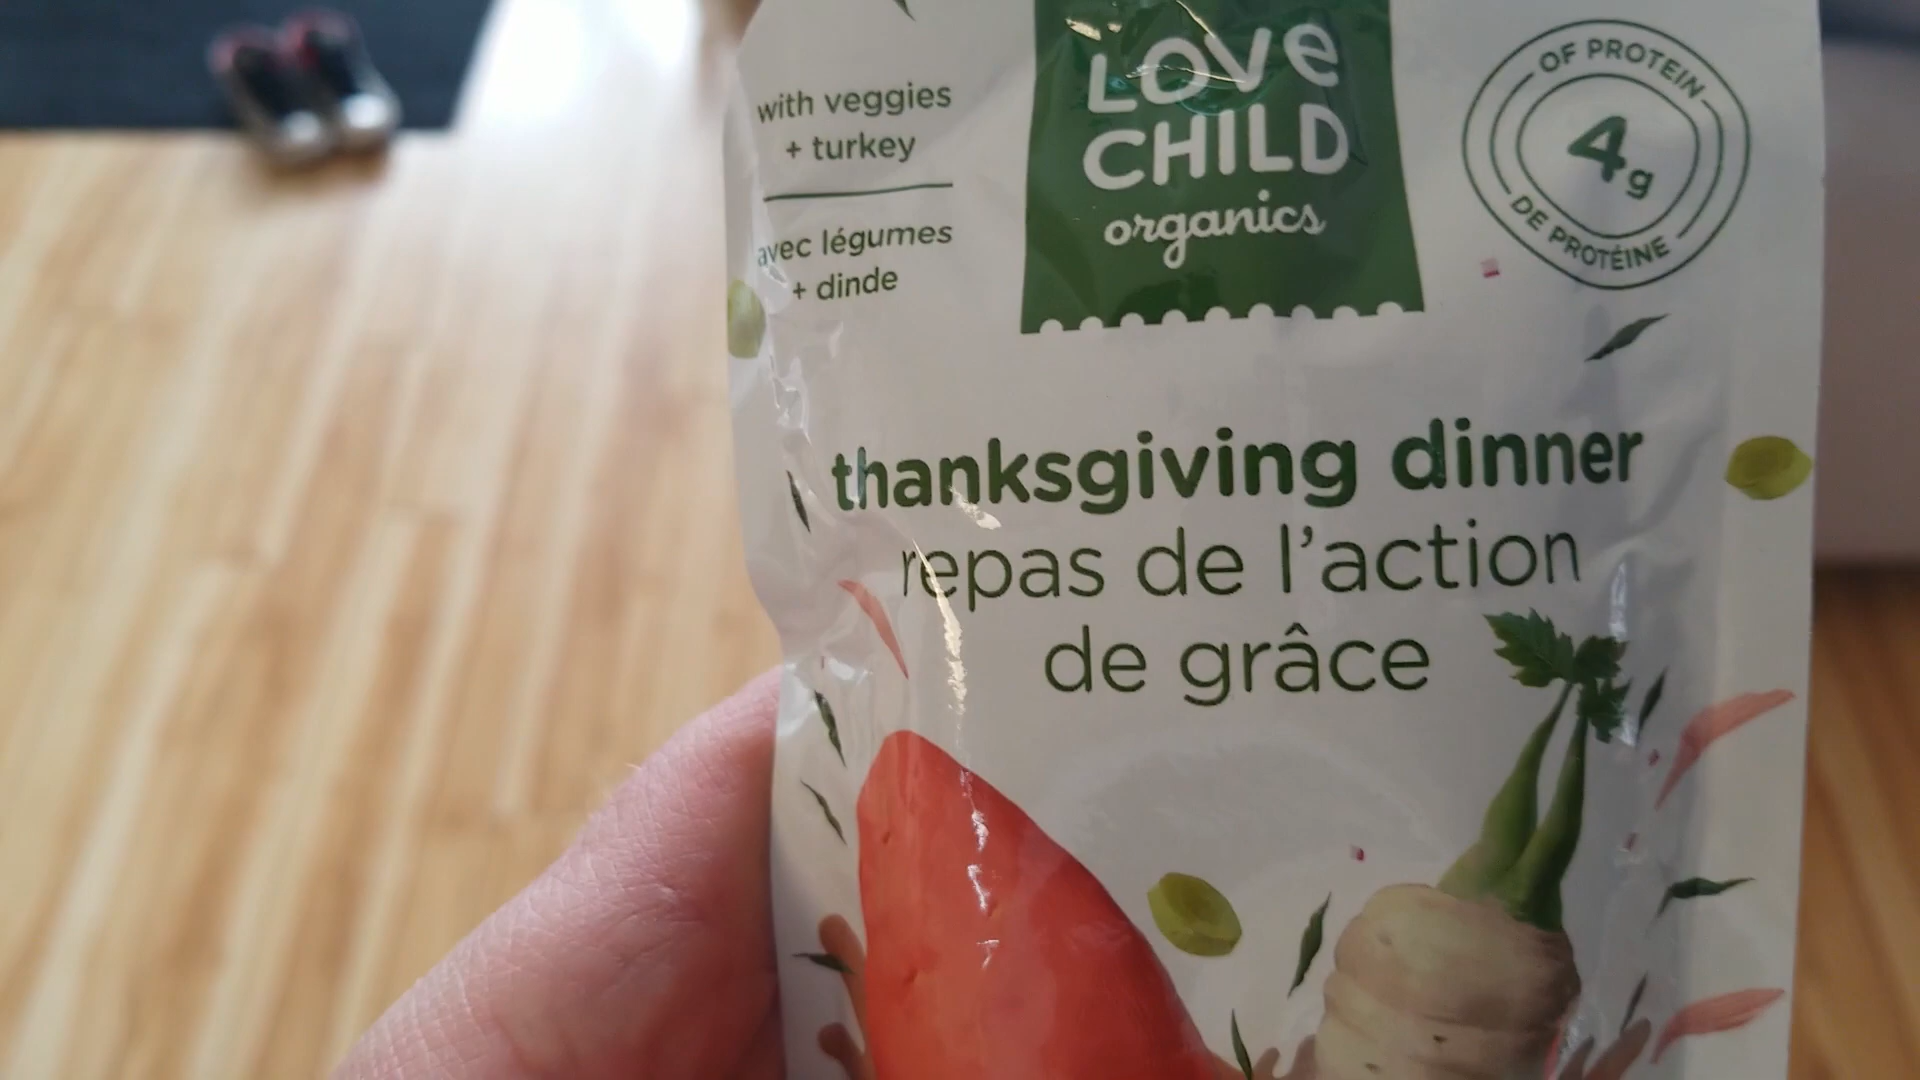 with veggies
+ turkey
avec légumes
+ dinde
LOVe
CHILD
organics
OF PROTEIN
4g
DE PROTÉINE
thanksgiving dinner
repas de l'action
de grâce